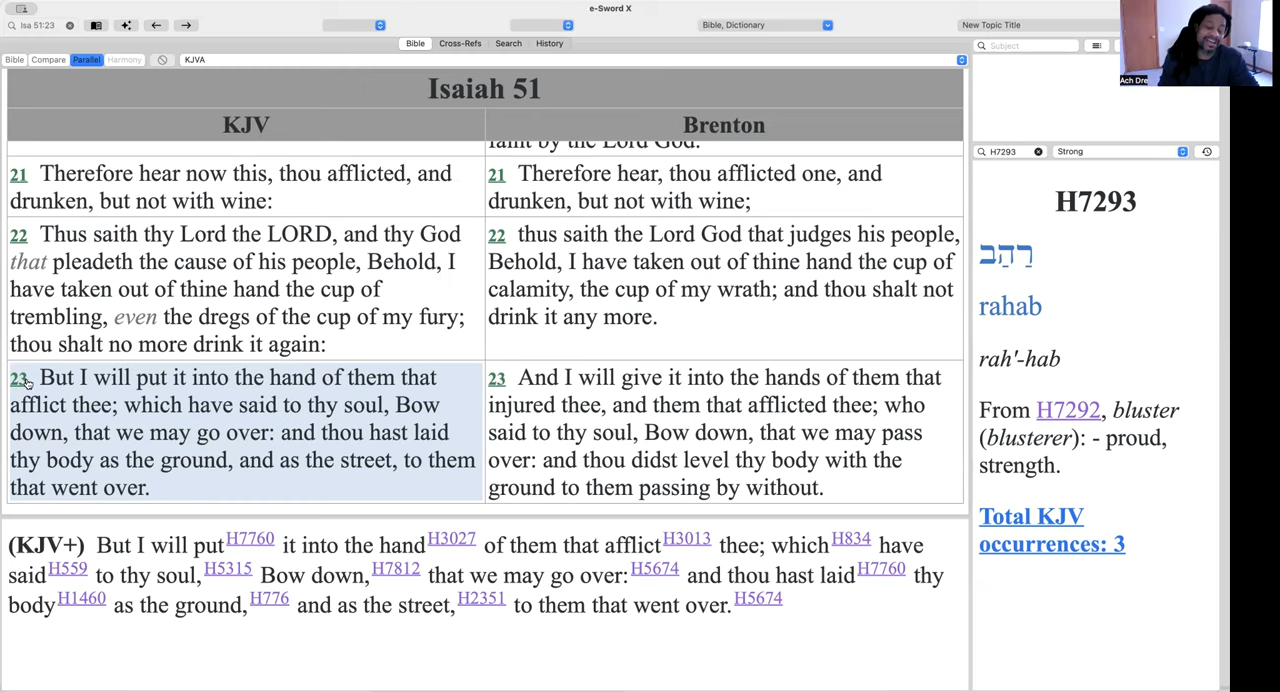 e-Sword X
Isa 51:23
Bible, Dictionary
New Topic Title
Bible Cross-Refs Search History
Subject
Bible Compare Parallel Harmony KJVA
Ach Dre
Isaiah 51
KJV Brenton
faint by the Lord God.
21 Therefore hear now this, thou afflicted, and
drunken, but not with wine:
21 Therefore hear, thou afflicted one, and
drunken, but not with wine;
22 Thus saith thy Lord the LORD, and thy God
that pleadeth the cause of his people, Behold, I
have taken out of thine hand the cup of
trembling, even the dregs of the cup of my fury;
thou shalt no more drink it again:
22 thus saith the Lord God that judges his people,
Behold, I have taken out of thine hand the cup of
calamity, the cup of my wrath; and thou shalt not
drink it any more.
23 But I will put it into the hand of them that
afflict thee; which have said to thy soul, Bow
down, that we may go over: and thou hast laid
thy body as the ground, and as the street, to them
that went over.
23 And I will give it into the hands of them that
injured thee, and them that afflicted thee; who
said to thy soul, Bow down, that we may pass
over: and thou didst level thy body with the
ground to them passing by without.
(KJV+) But I will put H7760 it into the hand H3027 of them that afflict H3013 thee; which H834 have
said H559 to thy soul, H5315 Bow down, H7812 that we may go over: H5674 and thou hast laid H7760 thy
body H1460 as the ground, H776 and as the street, H2351 to them that went over. H5674
H7293 Strong
H7293
רַהַב
rahab
rah'-hab
From H7292, bluster
(blusterer): - proud,
strength.
Total KJV
occurrences: 3